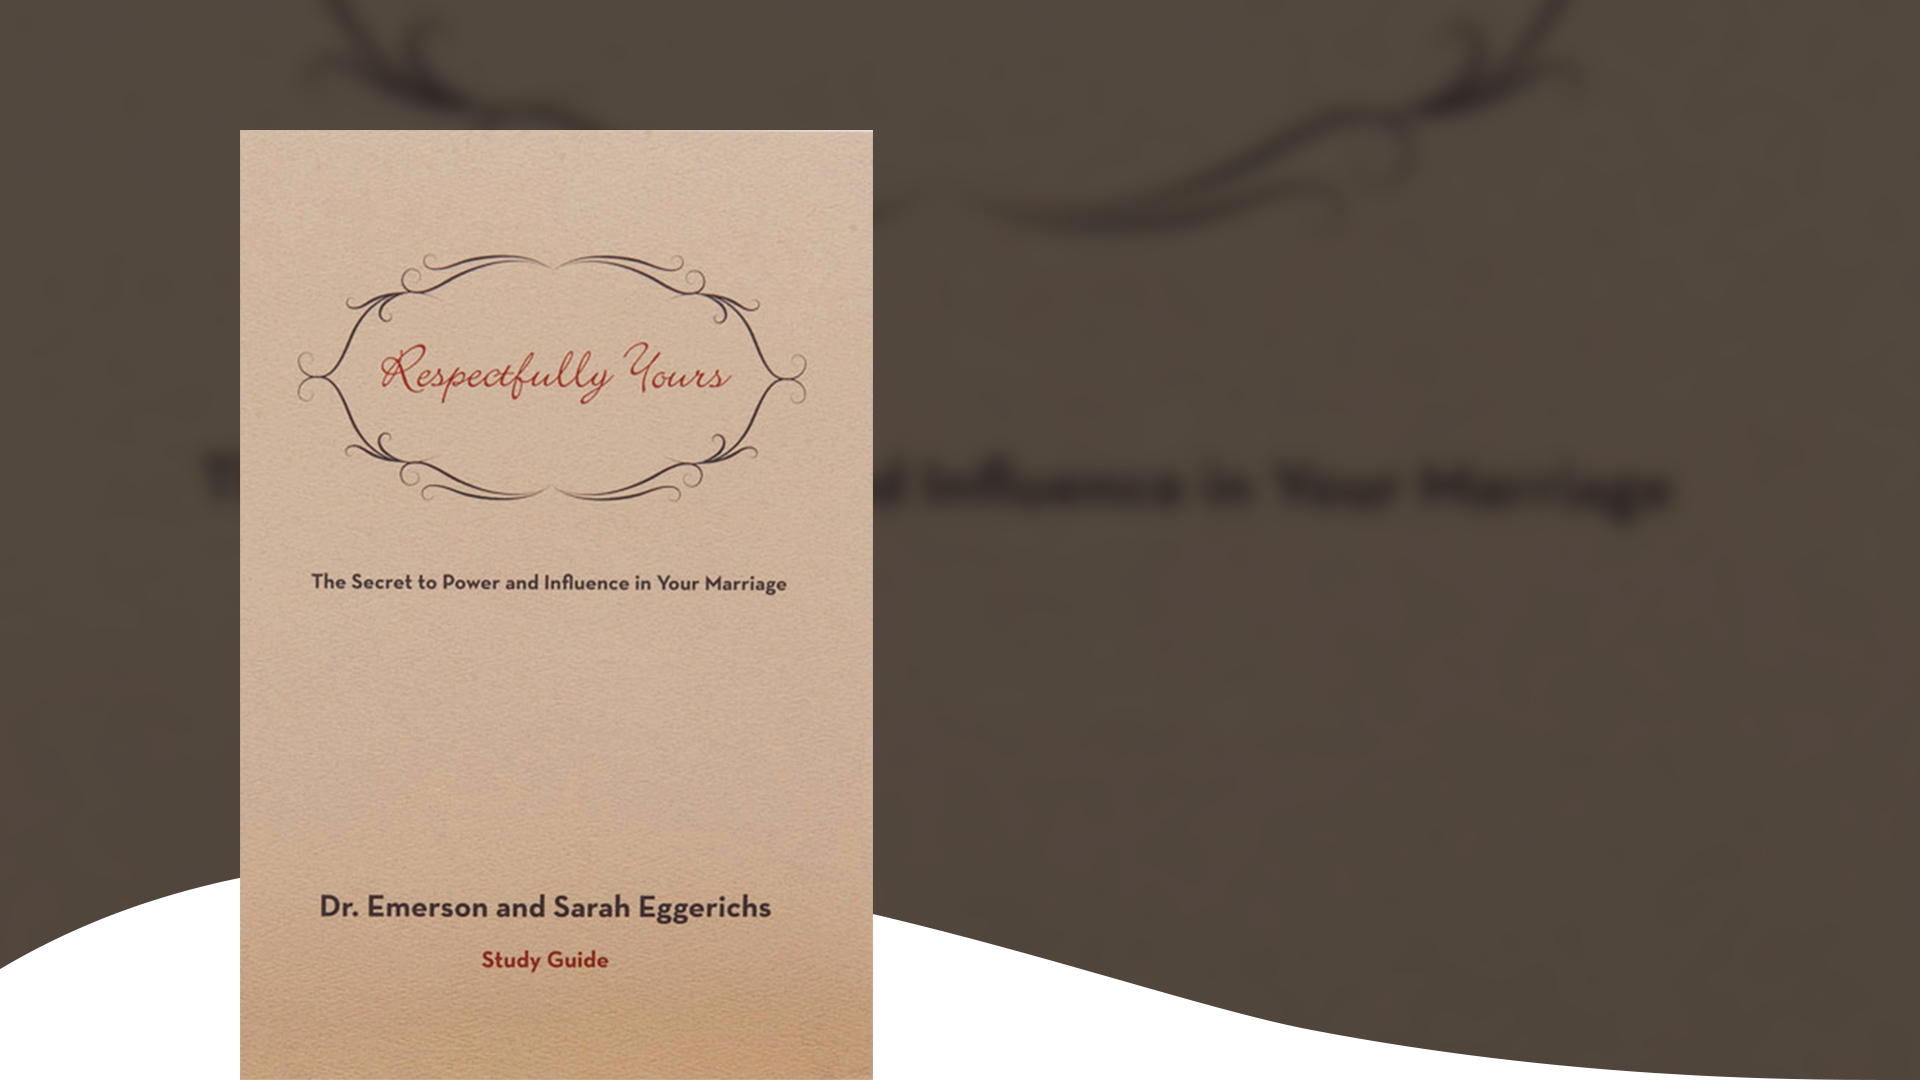 Respectfully Yours
The Secret to Power and Influence in Your Marriage
d Influence in Your Marriage
Dr. Emerson and Sarah Eggerichs
Study Guide